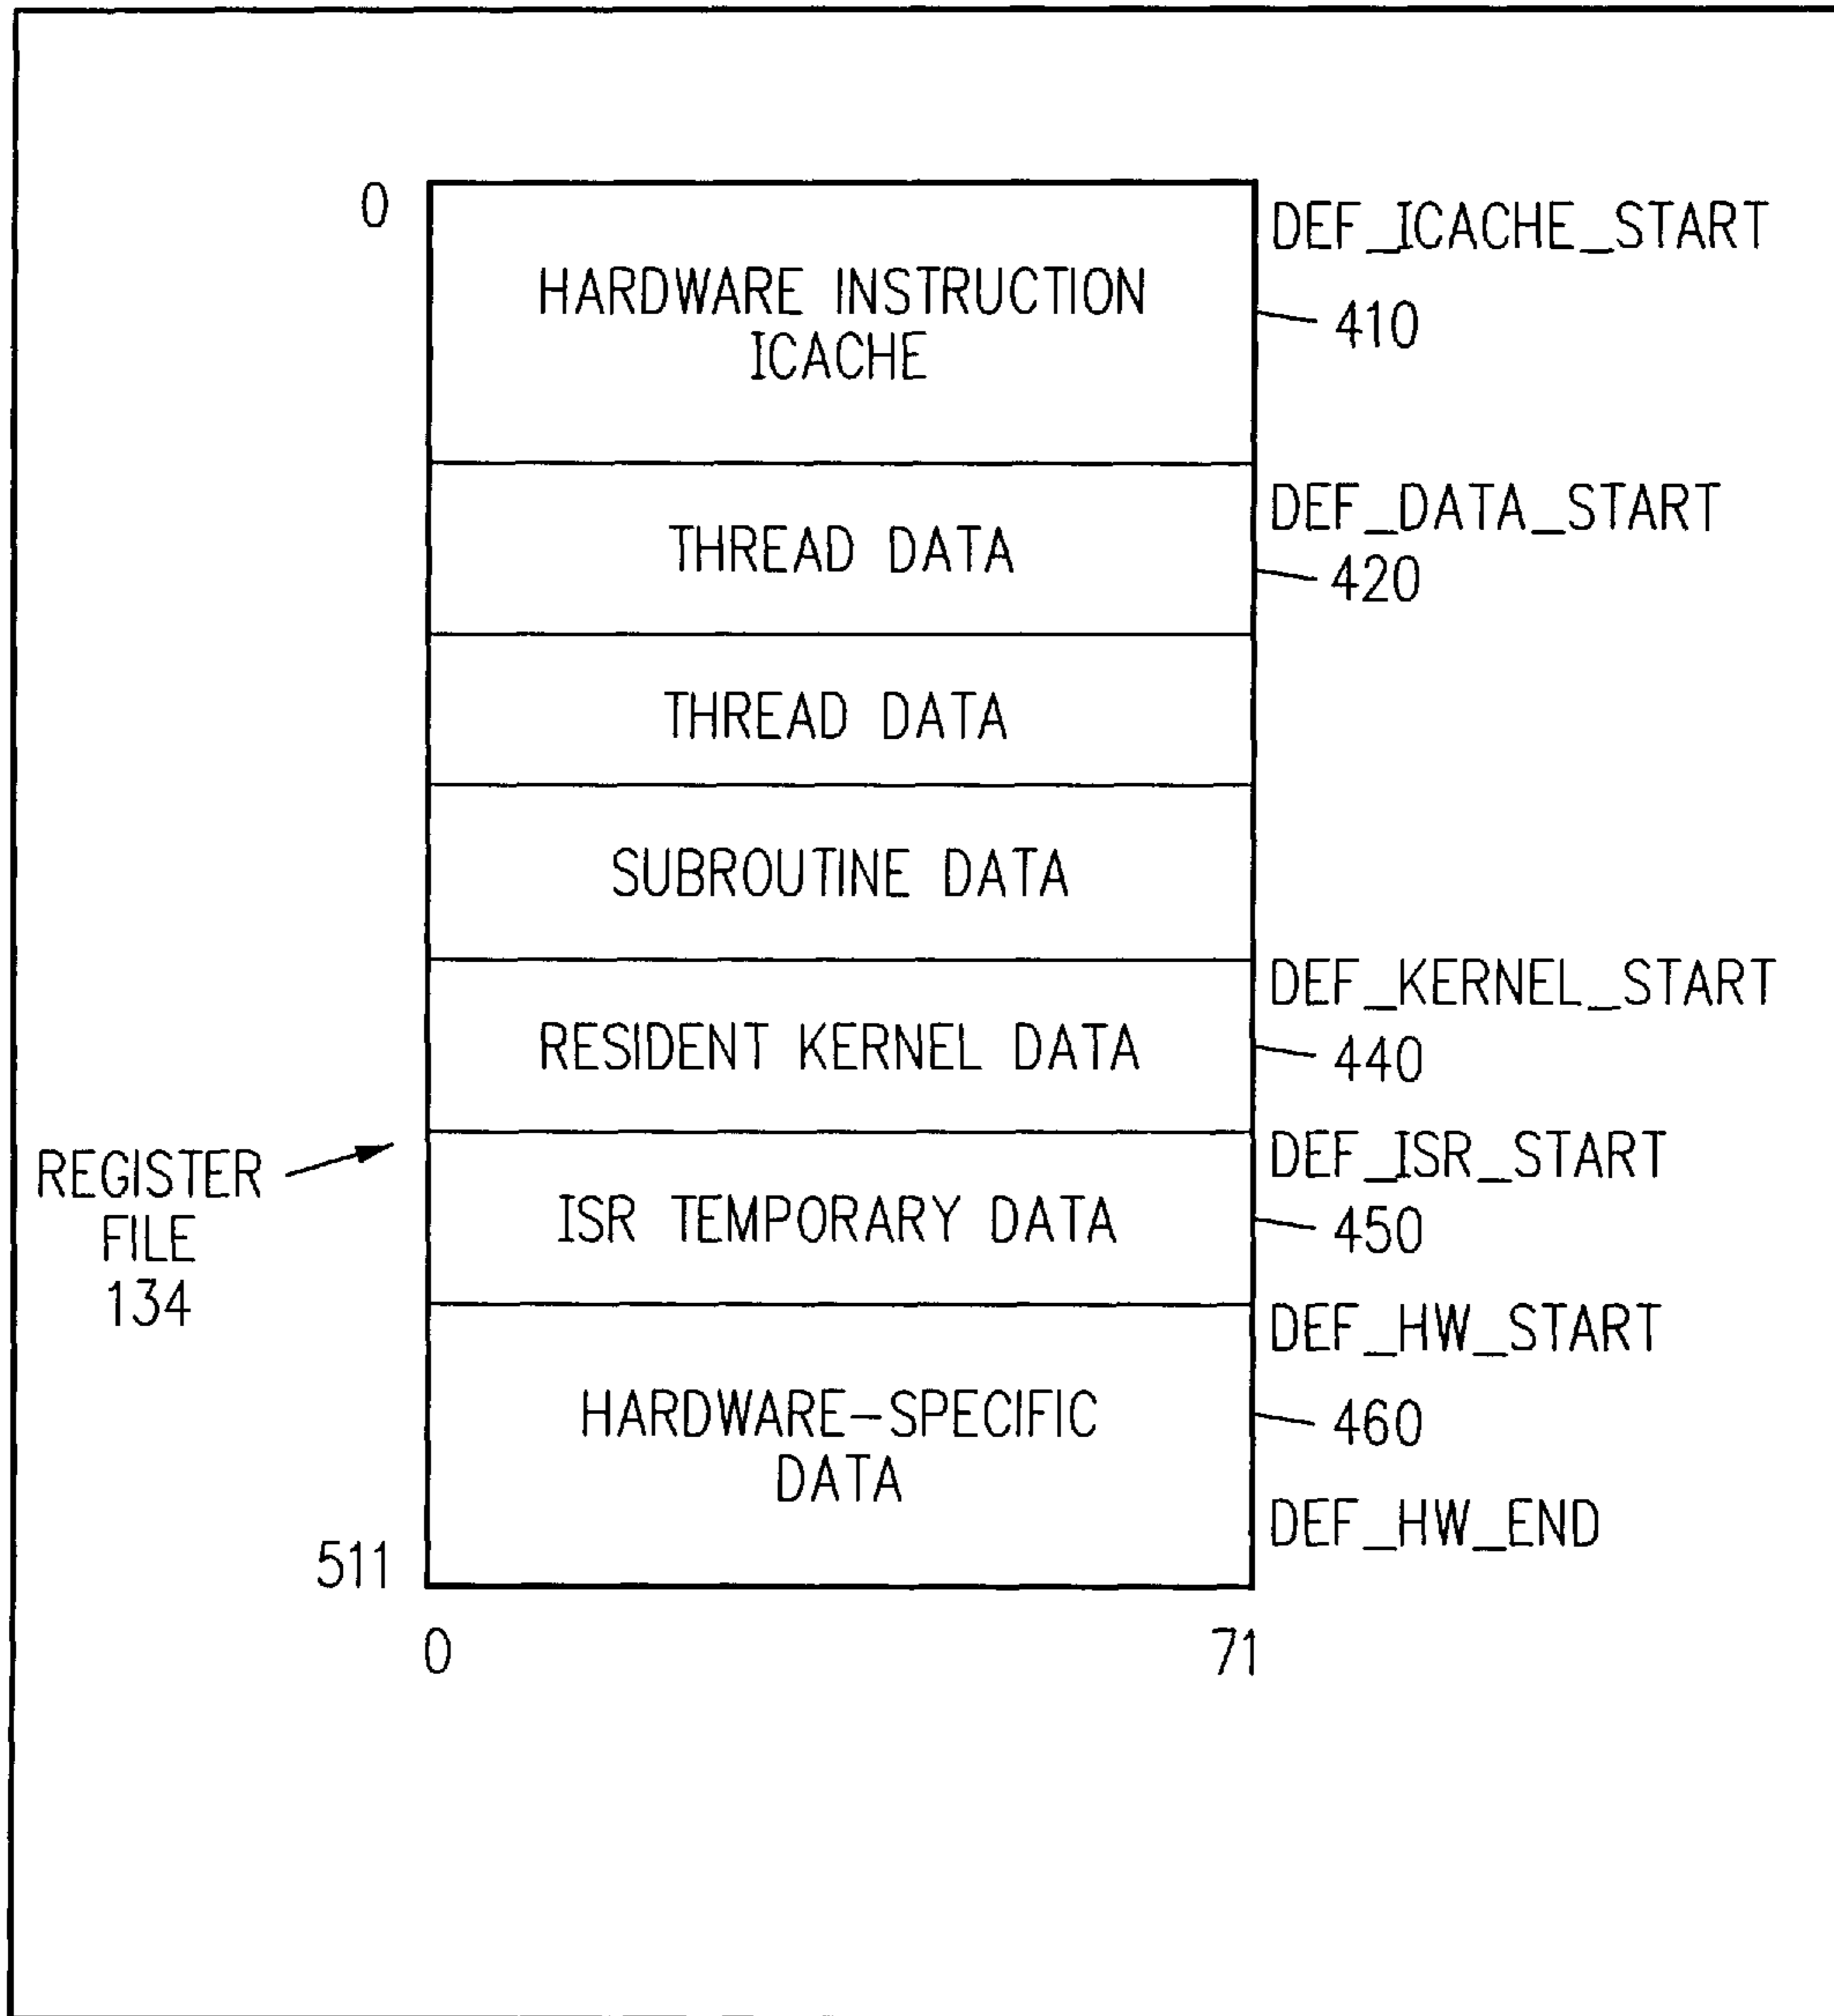 0
DEF_ICACHE_START
HARDWARE INSTRUCTION
ICACHE
410
DEF_DATA_START
THREAD DATA
420
THREAD DATA
SUBROUTINE DATA
DEF_KERNEL_START
RESIDENT KERNEL DATA
440
REGISTER
FILE
134
DEF_ISR_START
ISR TEMPORARY DATA
450
DEF_HW_START
HARDWARE-SPECIFIC
DATA
460
DEF_HW_END
511
0
71